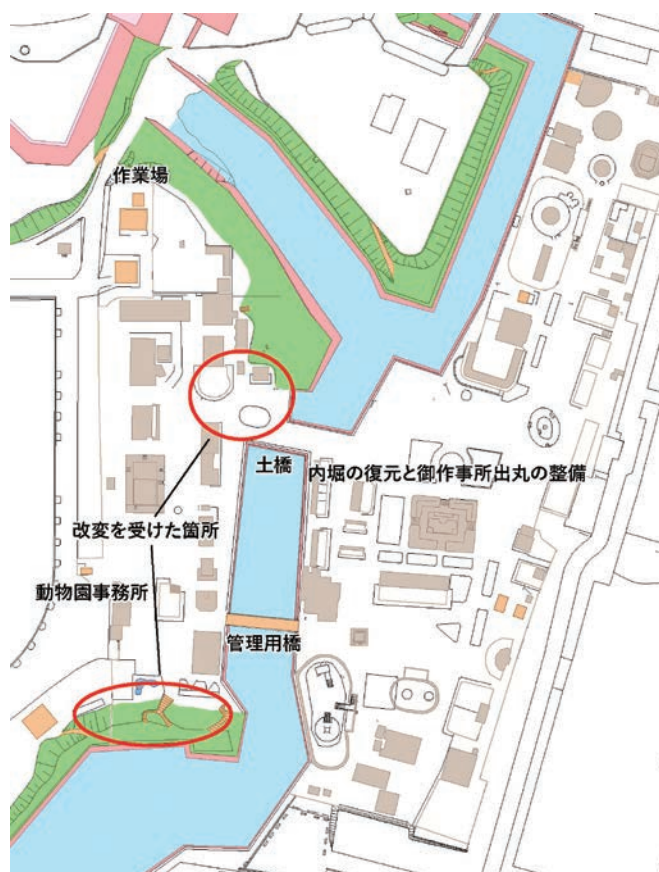 作業場
土橋
内堀の復元と御作事所出丸の整備
改変を受けた箇所
動物園事務所
管理用橋